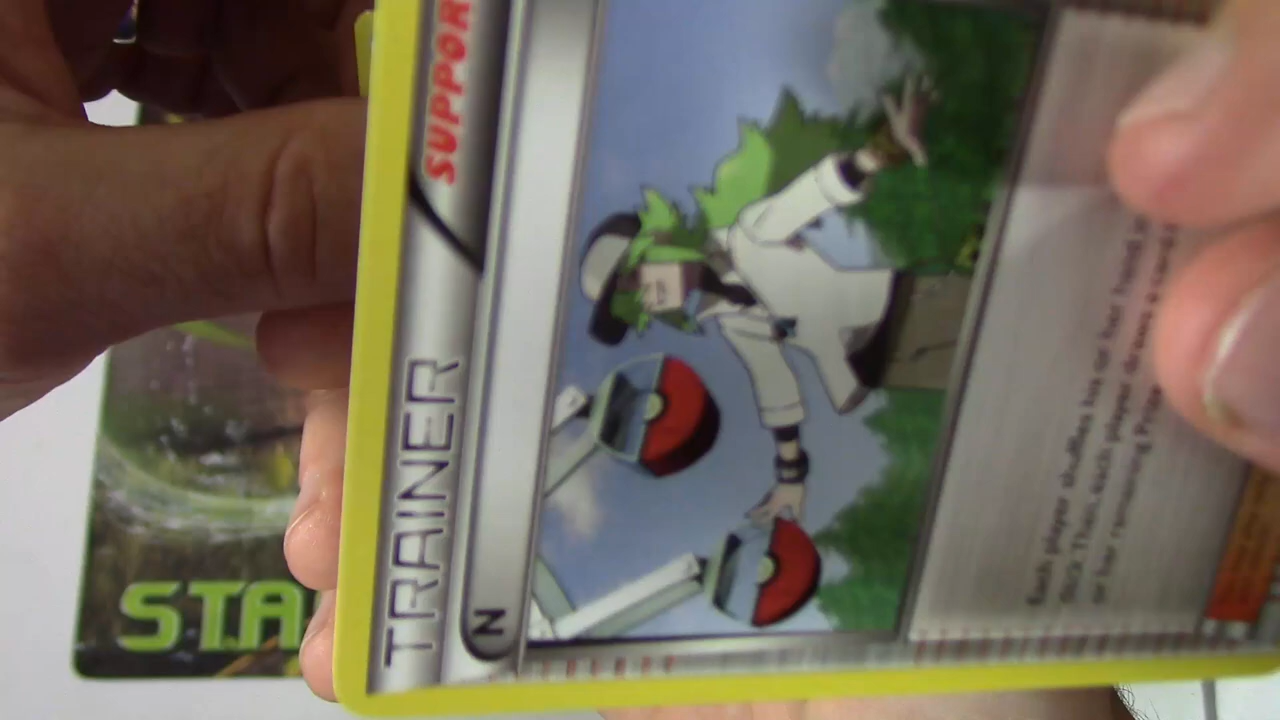 SUPPOR
TRAINER
N
Each player shuffles his or her hand
deck. Then, each player draws a card
or her remaining Prize
STA